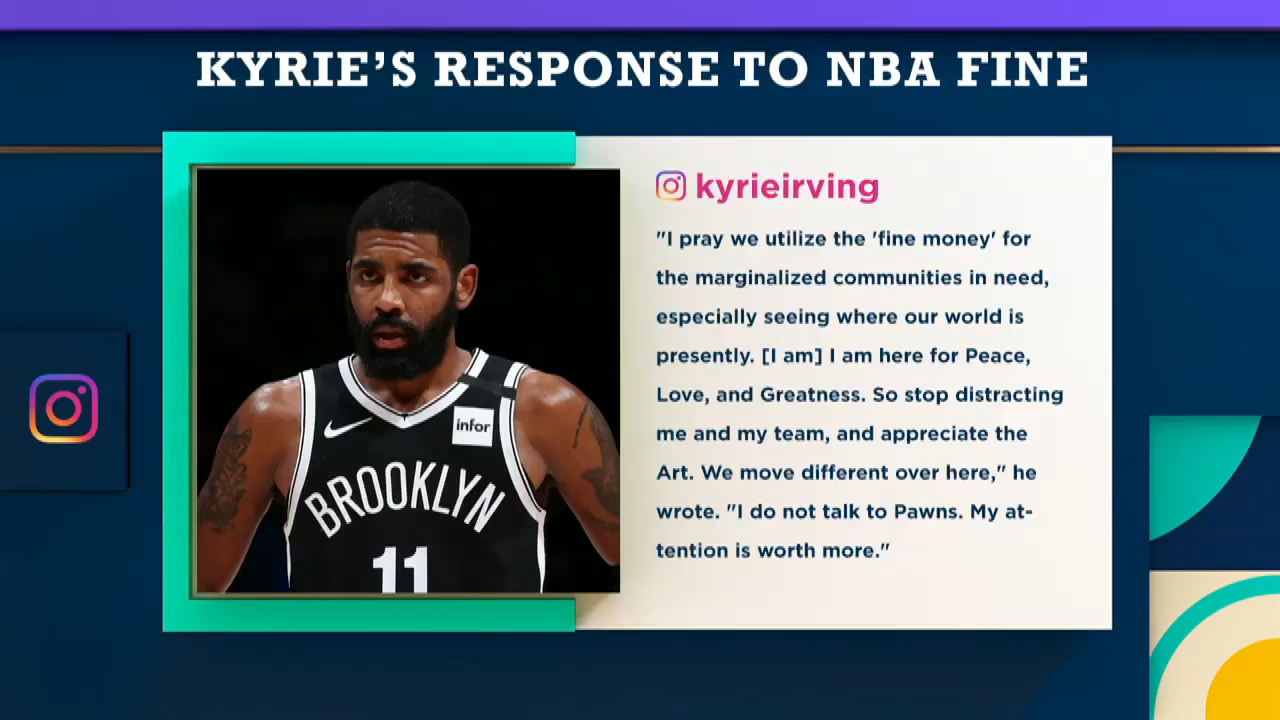 KYRIE'S RESPONSE TO NBA FINE
kyrieirving
"I pray we utilize the 'fine money' for
the marginalized communities in need,
especially seeing where our world is
presently. [I am] I am here for Peace,
Love, and Greatness. So stop distracting
me and my team, and appreciate the
Art. We move different over here," he
wrote. "I do not talk to Pawns. My at-
tention is worth more."
infor
BROOKLYN
11